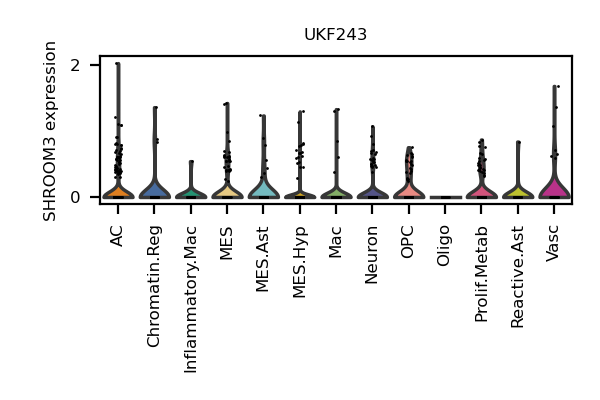 UKF243
SHROOM3 expression
2
0
AC
Chromatin.Reg
Inflammatory.Mac
MES
MES.Ast
MES.Hyp
Mac
Neuron
OPC
Oligo
Prolif.Metab
Reactive.Ast
Vasc